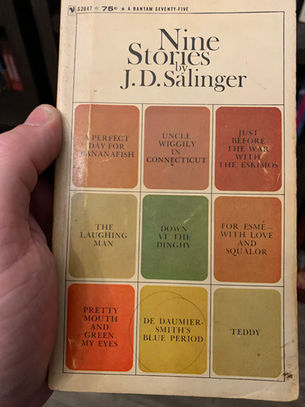 S2847 75¢ ★ A BANTAM SEVENTY-FIVE
Nine
Stories
by
J.D. Salinger
A PERFECT
DAY FOR
BANANAFISH
UNCLE
WIGGILY IN
CONNECTICUT
JUST
BEFORE
THE WAR
WITH
THE ESKIMOS
THE
LAUGHING
MAN
DOWN
AT THE
DINGHY
FOR ESMÉ—
WITH LOVE
AND
SQUALOR
PRETTY
MOUTH
AND
GREEN
MY EYES
DE DAUMIER-
SMITH'S
BLUE PERIOD
TEDDY